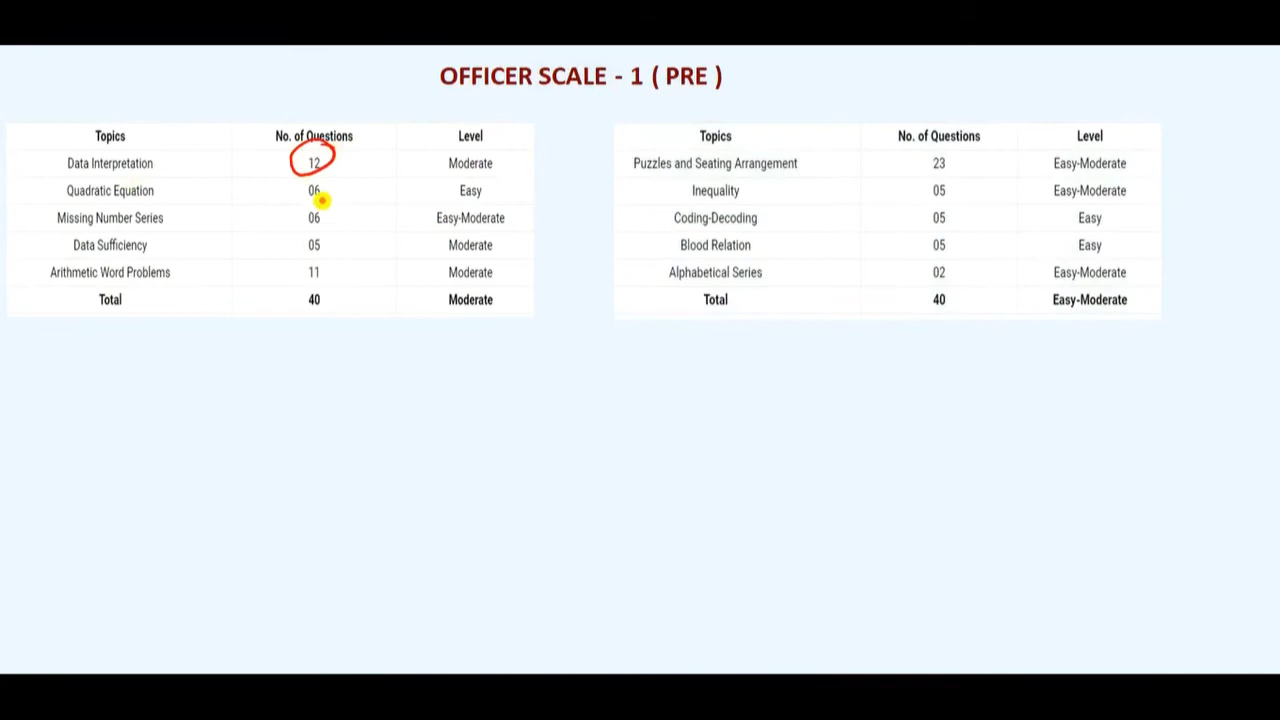 OFFICER SCALE - 1 ( PRE )
Topics No. of Questions Level
Data Interpretation 12 Moderate
Quadratic Equation 06 Easy
Missing Number Series 06 Easy-Moderate
Data Sufficiency 05 Moderate
Arithmetic Word Problems 11 Moderate
Total 40 Moderate
Topics No. of Questions Level
Puzzles and Seating Arrangement 23 Easy-Moderate
Inequality 05 Easy-Moderate
Coding-Decoding 05 Easy
Blood Relation 05 Easy
Alphabetical Series 02 Easy-Moderate
Total 40 Easy-Moderate